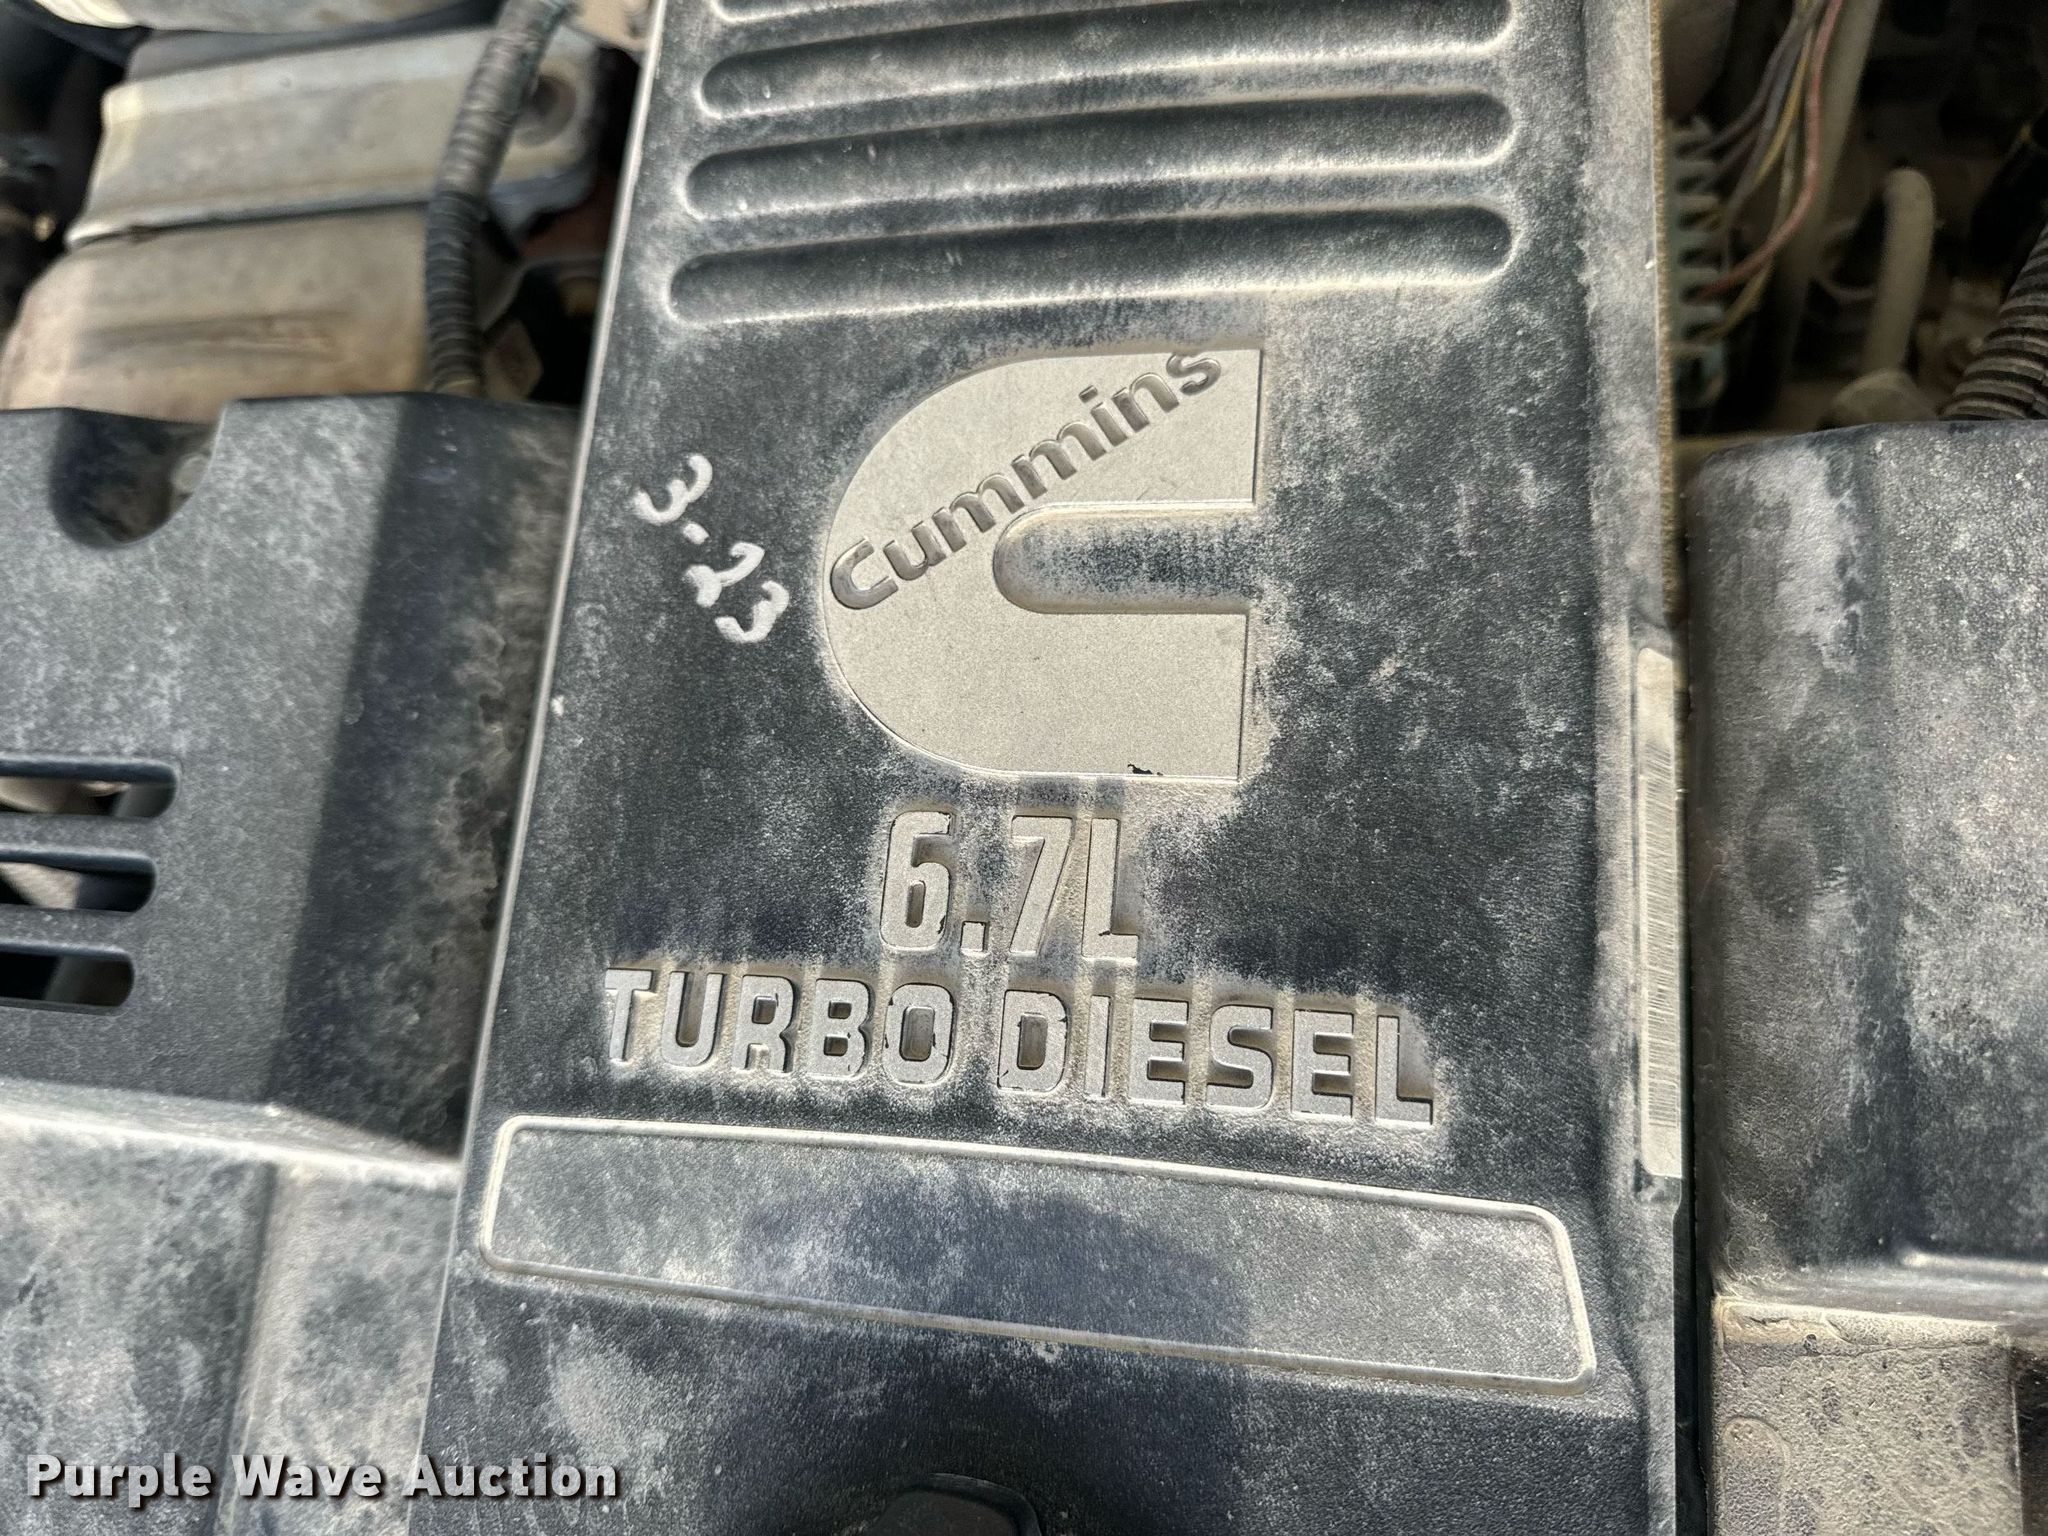 Cummins
3-23
6.7L
TURBO DIESEL
Purple Wave Auction